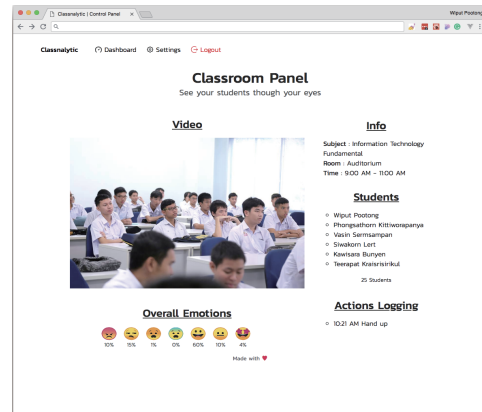 Classnalytic | Control Panel
Wiput Pootong
Classnalytic Dashboard Settings Logout
Classroom Panel
See your students though your eyes
Video
Info
Subject : Information Technology
Fundamental
Room : Auditorium
Time : 9:00 AM - 11:00 AM
Students
Wiput Pootong
Phongsathorn Kittiworapanya
Vasin Sermsampan
Siwakorn Lert
Kawisara Bunyen
Teerapat Kraisrisirikul
25 Students
Overall Emotions
10% 15% 1% 0% 60% 10% 4%
Actions Logging
10:21 AM Hand up
Made with